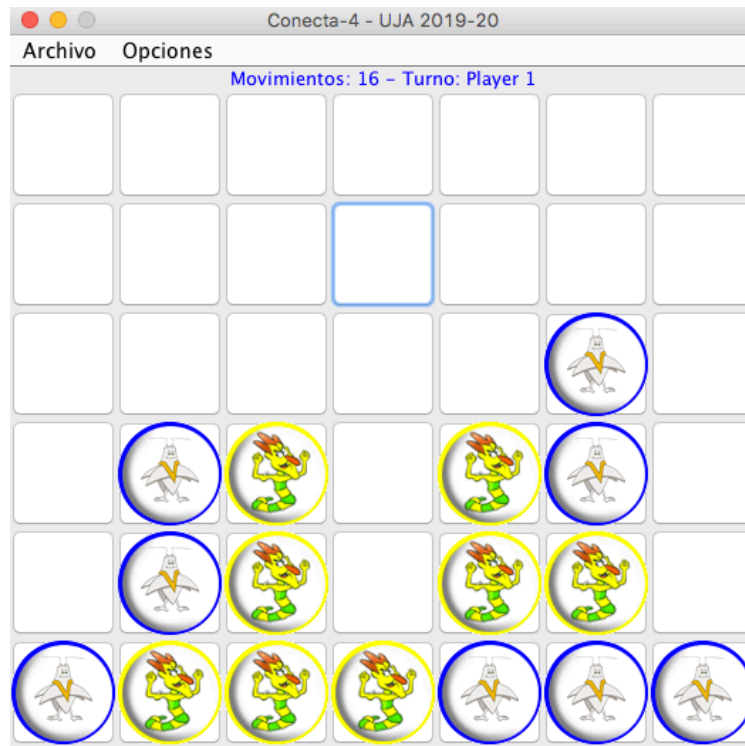 Conecta-4 - UJA 2019-20
Archivo Opciones
Movimientos: 16 - Turno: Player 1